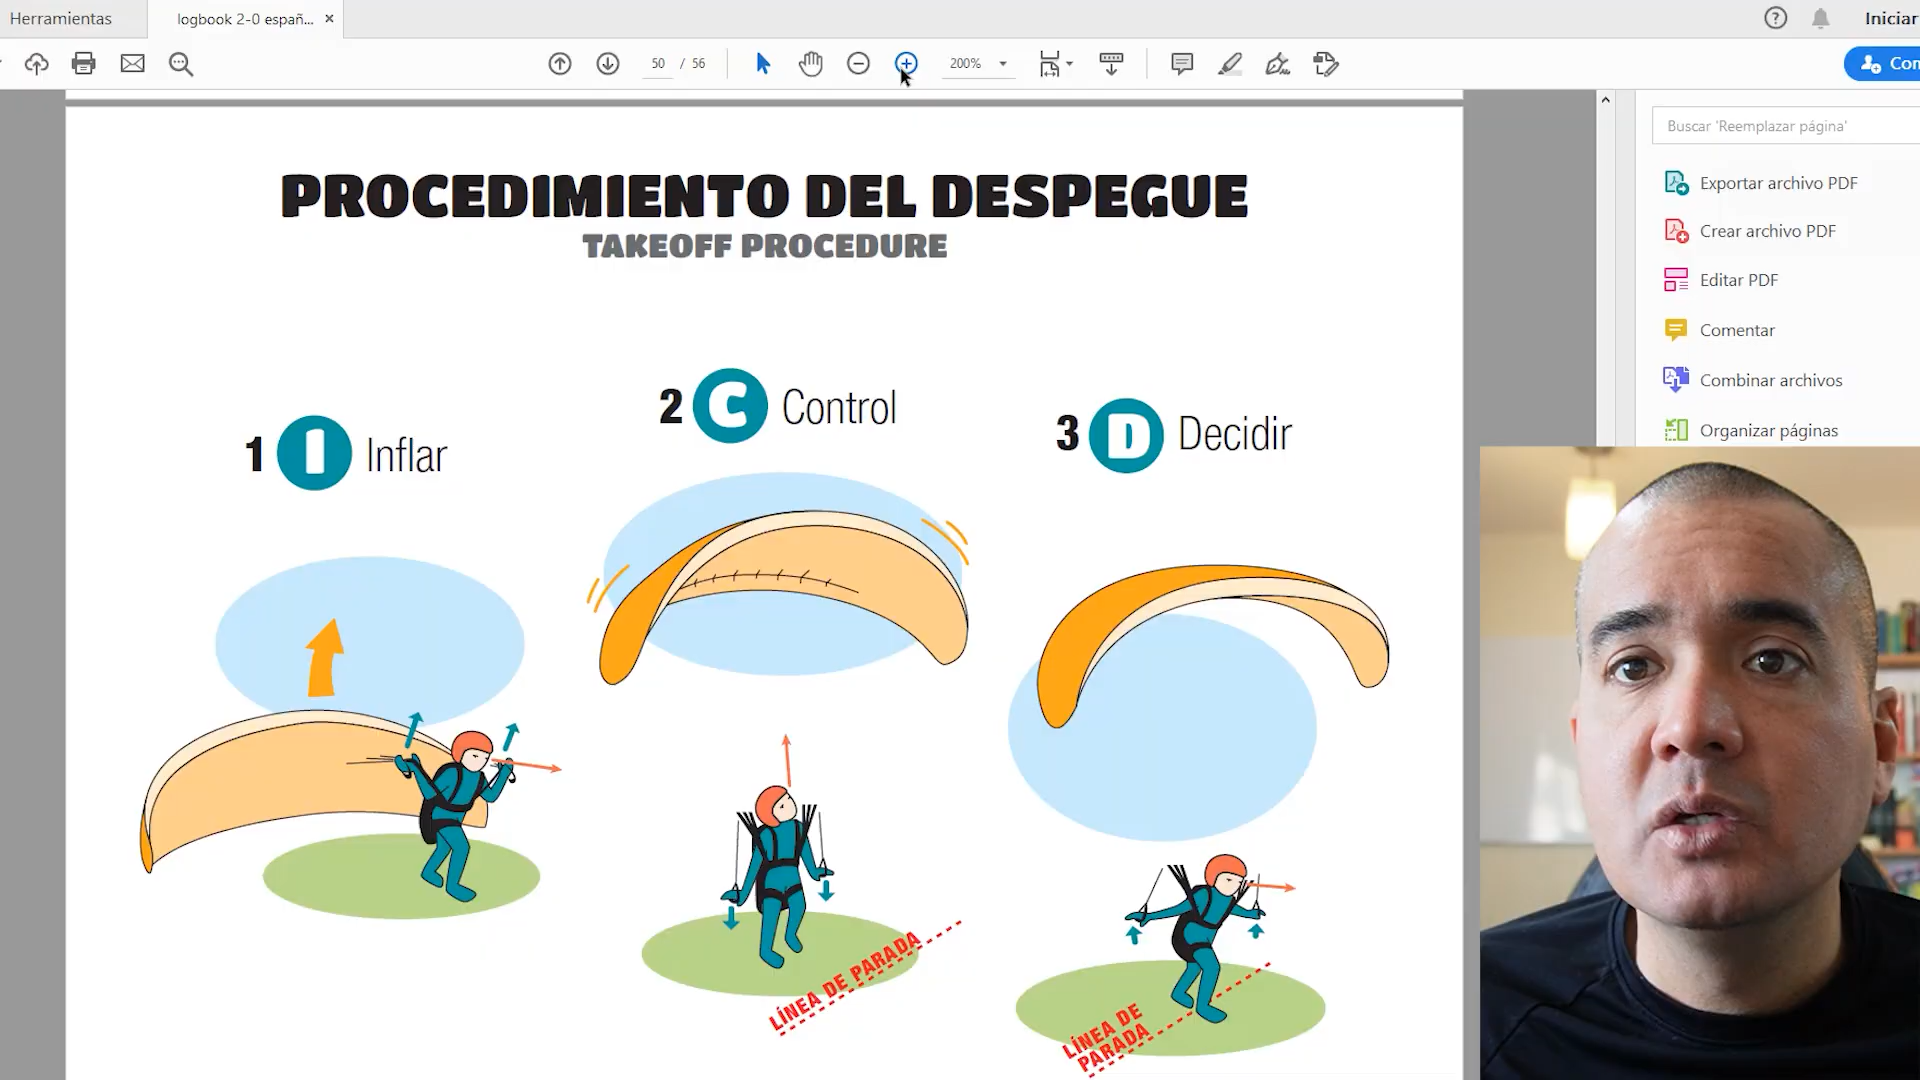 Herramientas
logbook 2-0 españ... ×
Iniciar
50 / 56
200%
Com
Buscar 'Reemplazar página'
Exportar archivo PDF
Crear archivo PDF
Editar PDF
Comentar
Combinar archivos
Organizar páginas
PROCEDIMIENTO DEL DESPEGUE
TAKEOFF PROCEDURE
1 I Inflar
2 C Control
3 D Decidir
LÍNEA DE PARADA
LÍNEA DE
PARADA